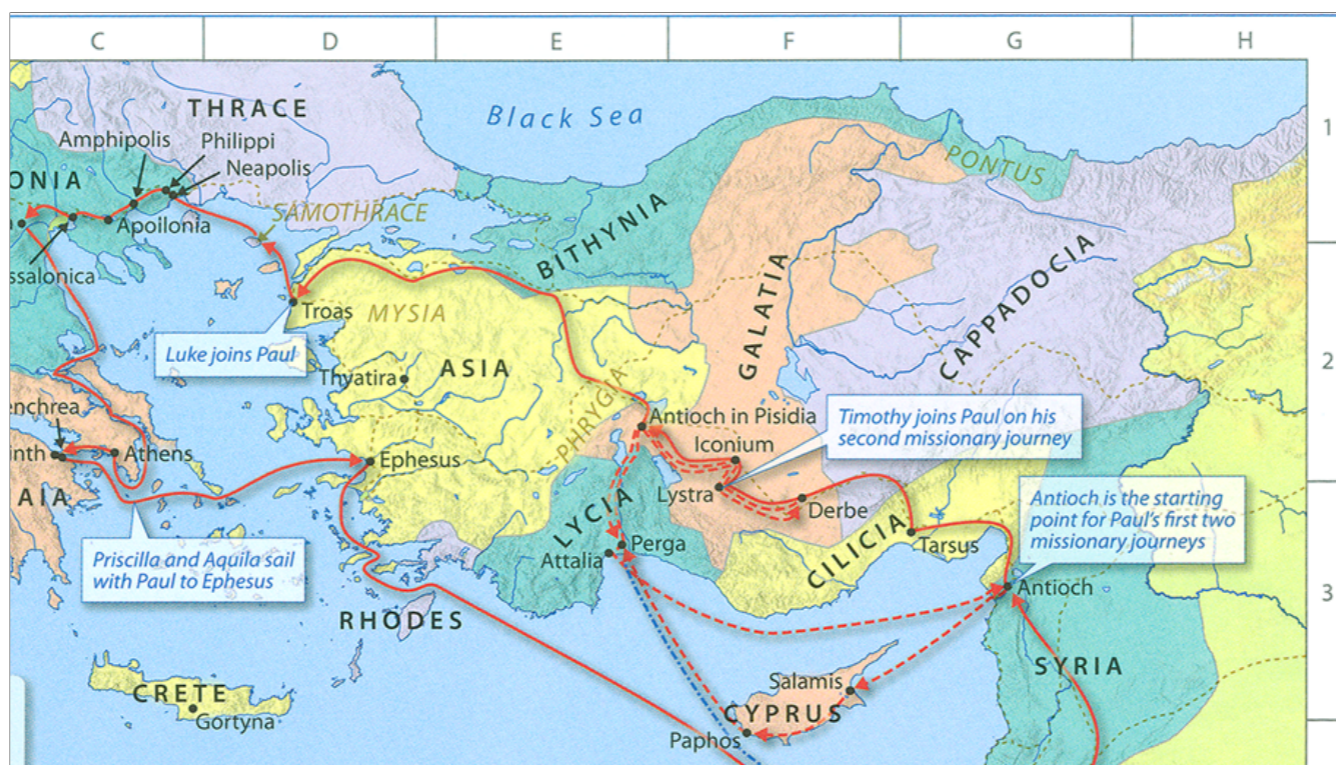 C D E F G H
1
THRACE
Black Sea
Amphipolis
Philippi
Neapolis
PONTUS
ONIA
Apoilonia
SAMOTHRACE
BITHYNIA
ssalonica
Troas
MYSIA
GALATIA
CAPPADOCIA
2
Luke joins Paul
Thyatira
ASIA
PHRYGIA
enchrea
Antioch in Pisidia
Iconium
Timothy joins Paul on his
second missionary journey
inth
Athens
Ephesus
AIA
Lystra
Derbe
LYCIA
CILICIA
Tarsus
Antioch is the starting
point for Paul's first two
missionary journeys
Priscilla and Aquila sail
with Paul to Ephesus
Attalia
Perga
Antioch
3
RHODES
SYRIA
CRETE
Gortyna
Salamis
CYPRUS
Paphos